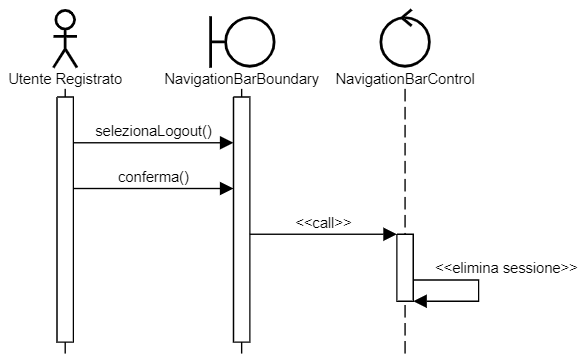 Utente Registrato
NavigationBarBoundary
NavigationBarControl
selezionaLogout()
conferma()
<<call>>
<<elimina sessione>>